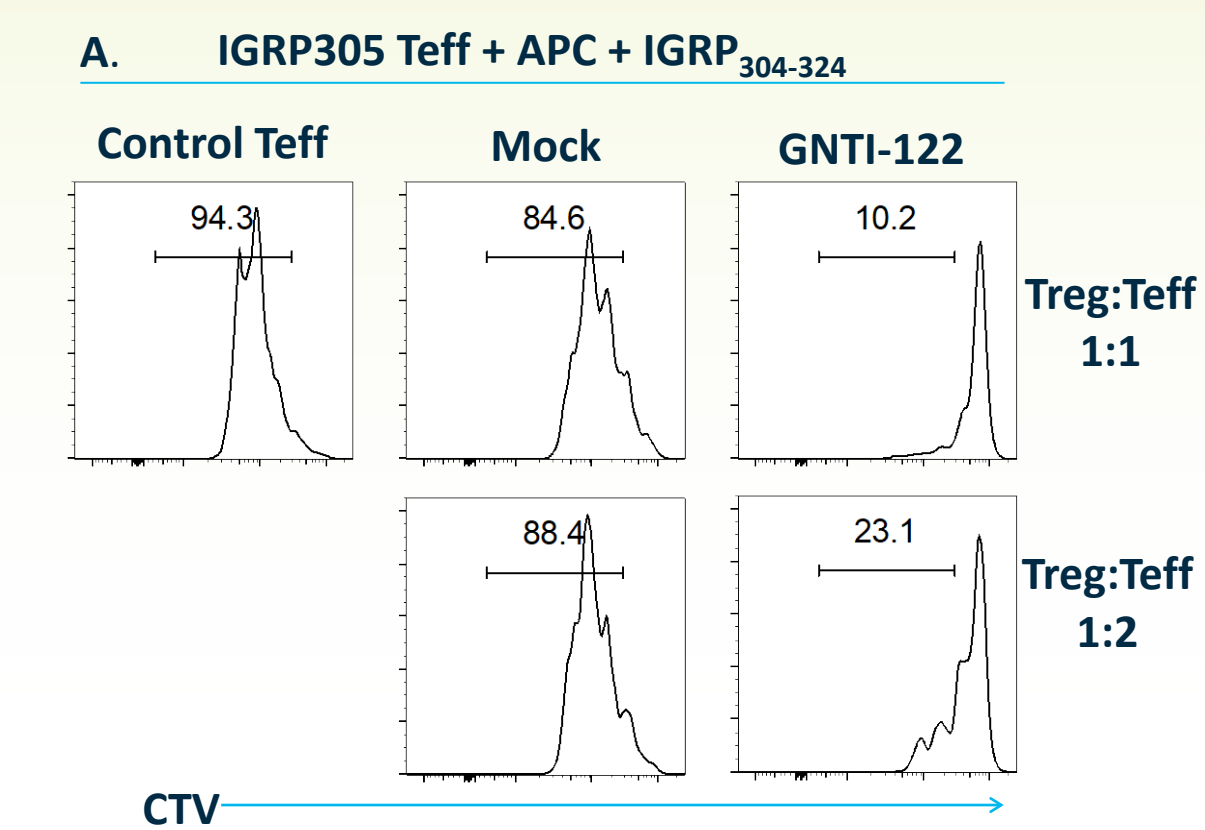 A. IGRP305 Teff + APC + IGRP304-324
Control Teff
Mock
GNTI-122
94.3
84.6
10.2
Treg:Teff
1:1
88.4
23.1
Treg:Teff
1:2
CTV